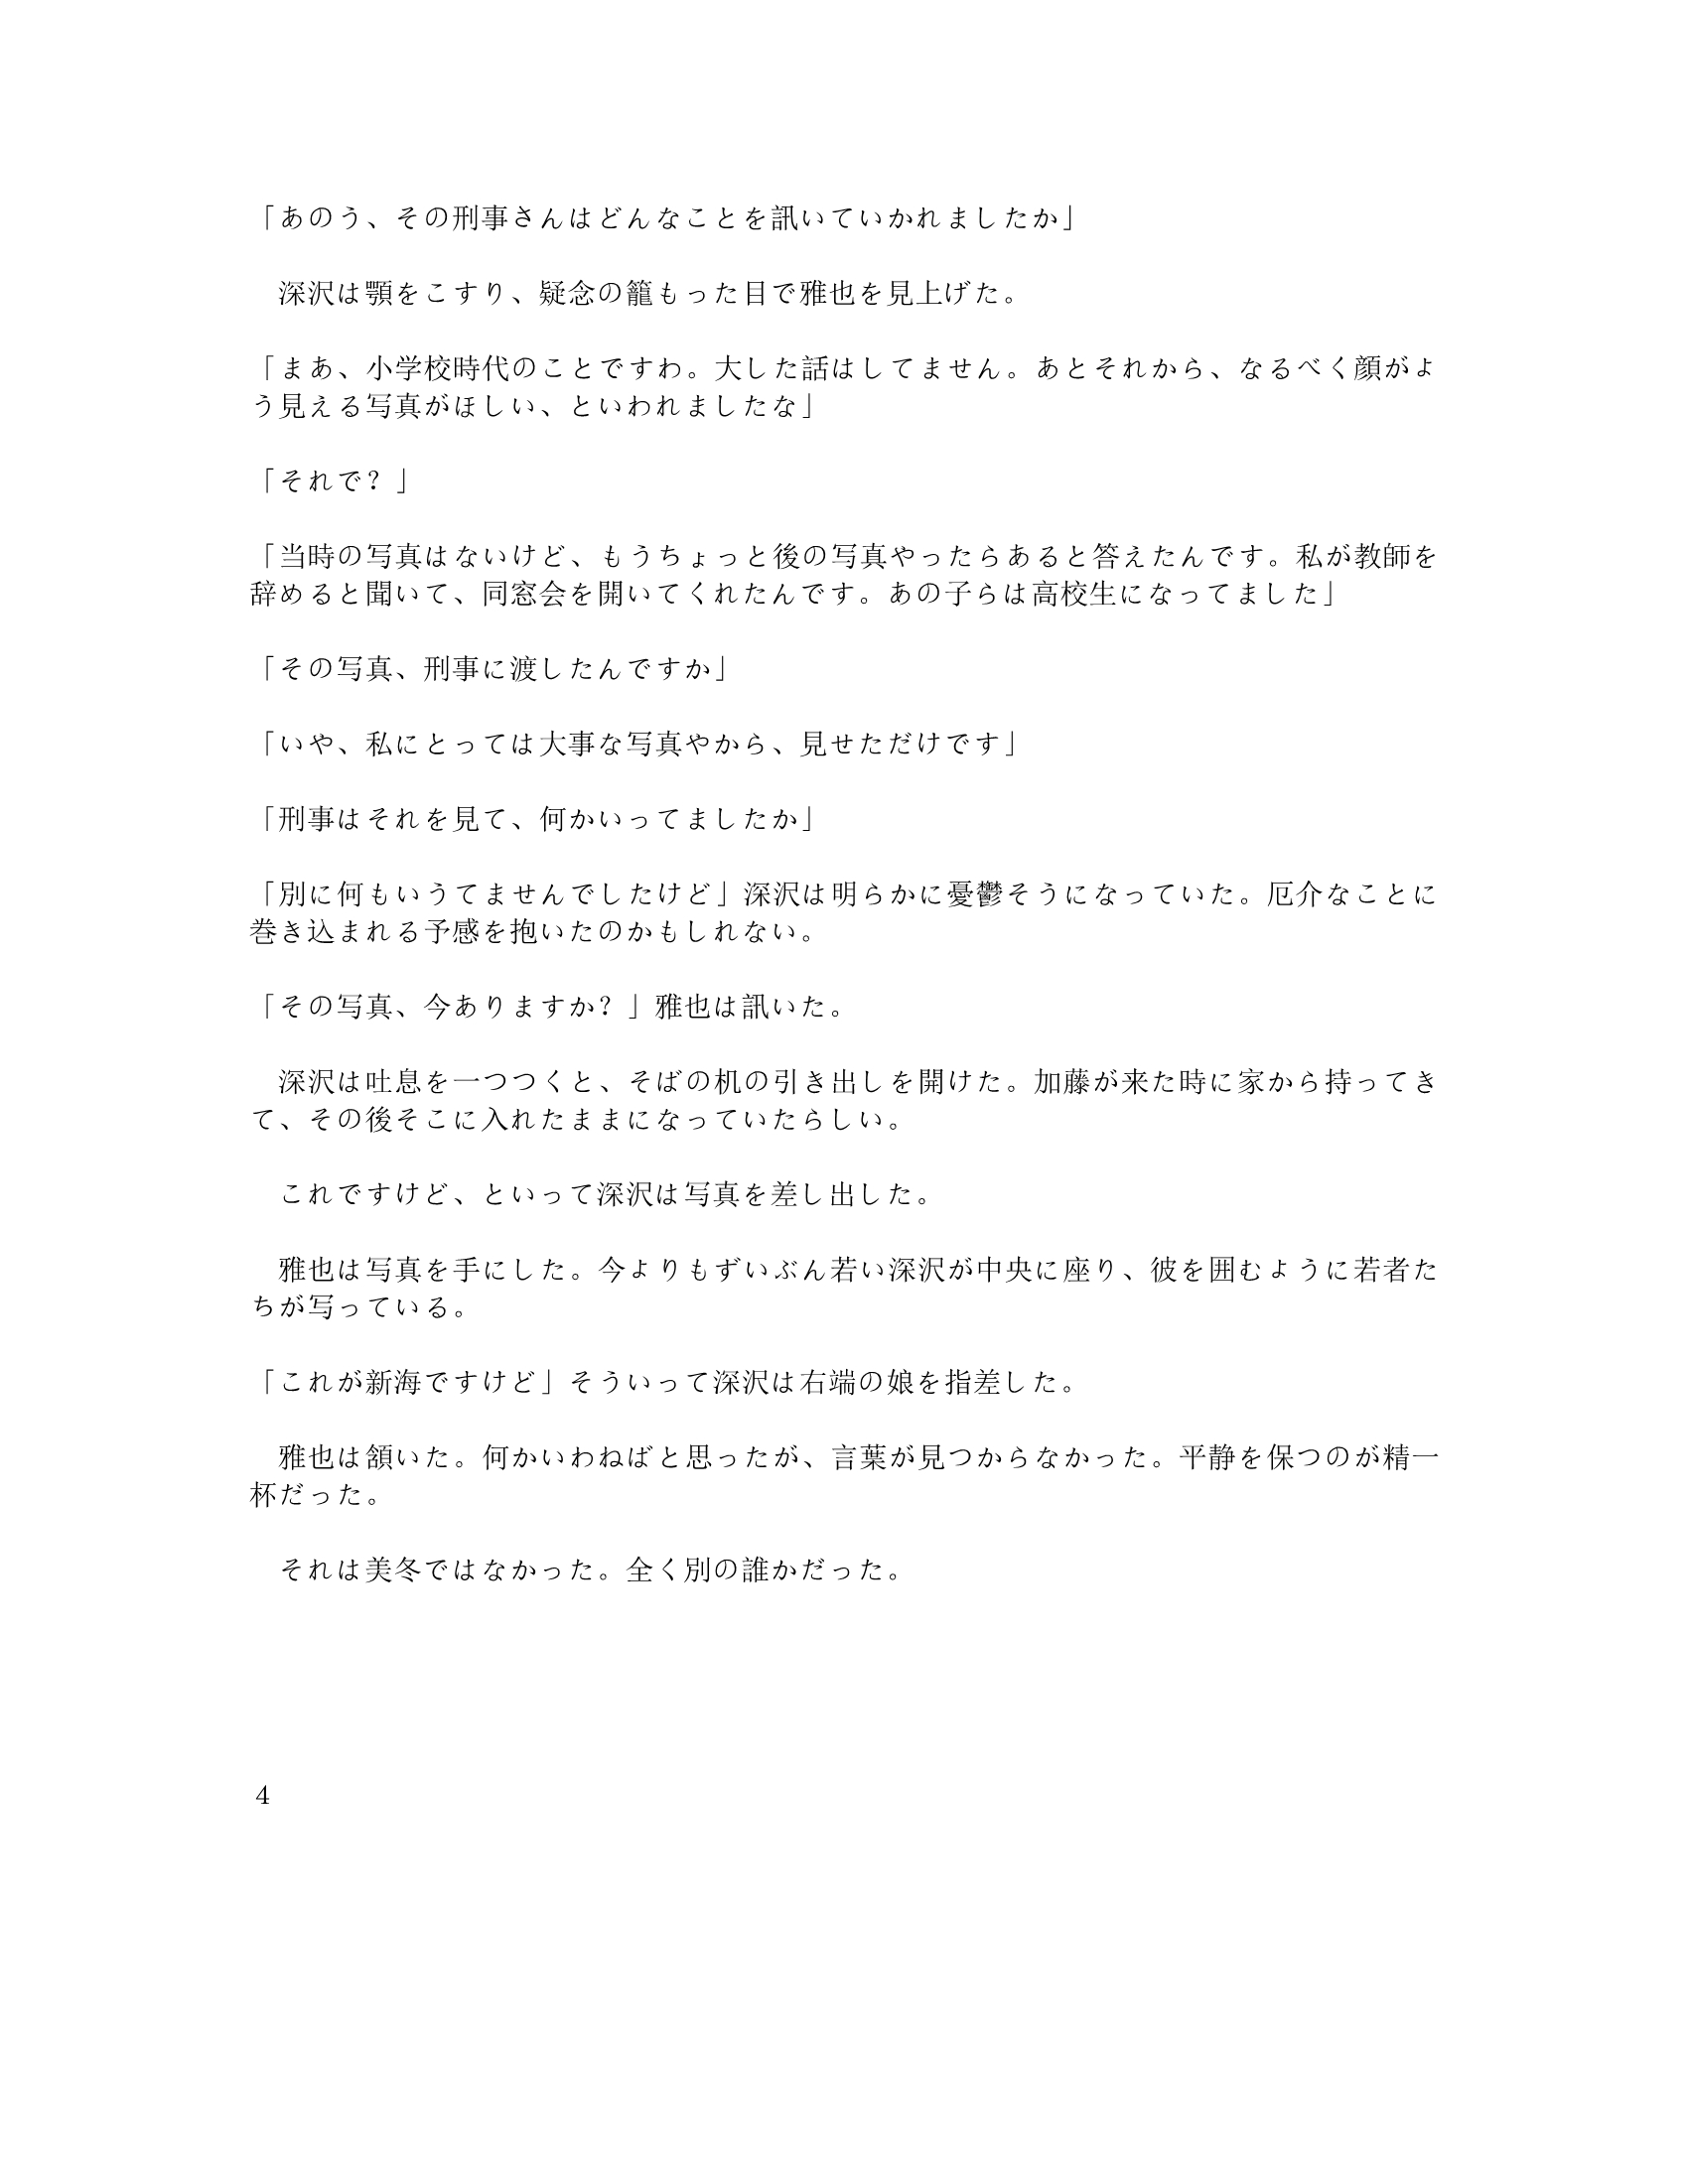 「あのう、その刑事さんはどんなことを訊いていかれましたか」
　深沢は顎をこすり、疑念の籠もった目で雅也を見上げた。
「まあ、小学校時代のことですわ。大した話はしてません。あとそれから、なるべく顔がよ
う見える写真がほしい、といわれましたな」
「それで？」
「当時の写真はないけど、もうちょっと後の写真やったらあると答えたんです。私が教師を
辞めると聞いて、同窓会を開いてくれたんです。あの子らは高校生になってました」
「その写真、刑事に渡したんですか」
「いや、私にとっては大事な写真やから、見せただけです」
「刑事はそれを見て、何かいってましたか」
「別に何もいうてませんでしたけど」深沢は明らかに憂鬱そうになっていた。厄介なことに
巻き込まれる予感を抱いたのかもしれない。
「その写真、今ありますか？」雅也は訊いた。
　深沢は吐息を一つつくと、そばの机の引き出しを開けた。加藤が来た時に家から持ってき
て、その後そこに入れたままになっていたらしい。
　これですけど、といって深沢は写真を差し出した。
　雅也は写真を手にした。今よりもずいぶん若い深沢が中央に座り、彼を囲むように若者た
ちが写っている。
「これが新海ですけど」そういって深沢は右端の娘を指差した。
　雅也は頷いた。何かいわねばと思ったが、言葉が見つからなかった。平静を保つのが精一
杯だった。
　それは美冬ではなかった。全く別の誰かだった。
４